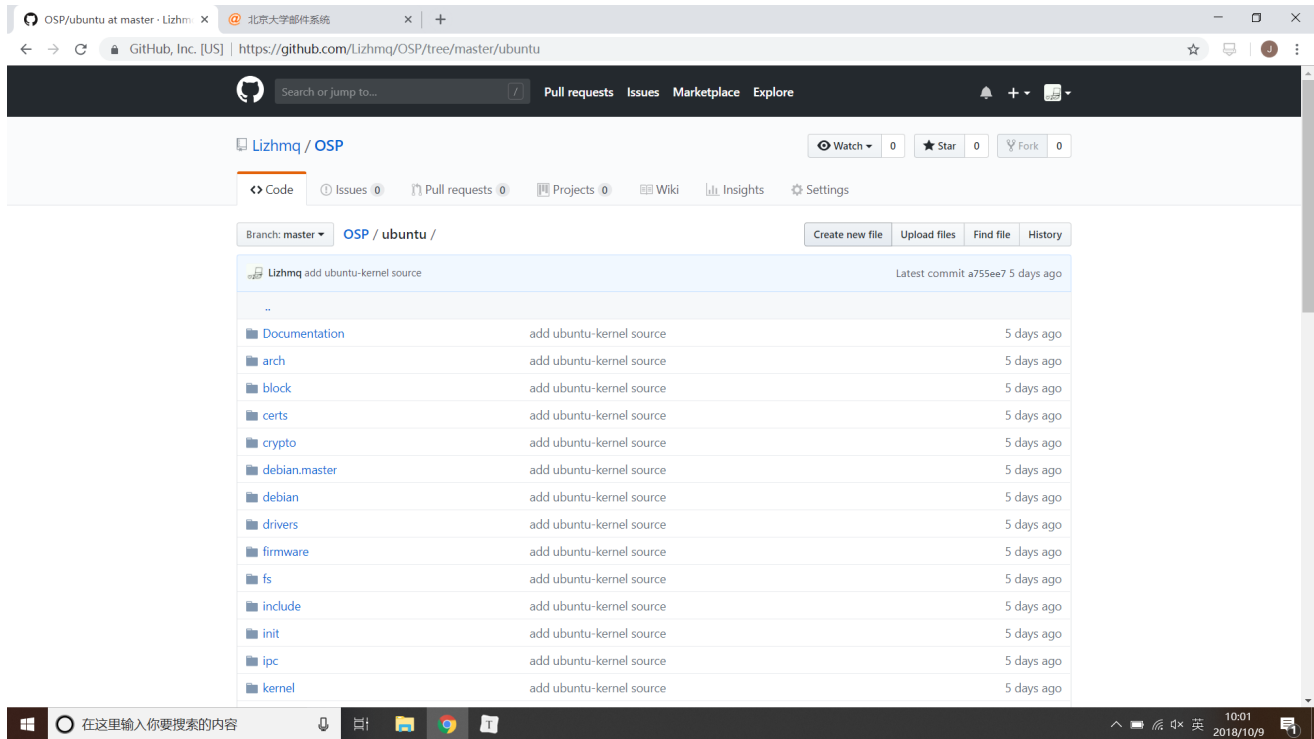 OSP/ubuntu at master · Lizhm
北京大学邮件系统
GitHub, Inc. [US] | https://github.com/Lizhmq/OSP/tree/master/ubuntu
J
Search or jump to... / Pull requests Issues Marketplace Explore
Lizhmq / OSP
Watch 0 Star 0 Fork 0
Code Issues 0 Pull requests 0 Projects 0 Wiki Insights Settings
Branch: master OSP / ubuntu / Create new file Upload files Find file History
Lizhmq add ubuntu-kernel source Latest commit a755ee7 5 days ago
..
Documentation add ubuntu-kernel source 5 days ago
arch add ubuntu-kernel source 5 days ago
block add ubuntu-kernel source 5 days ago
certs add ubuntu-kernel source 5 days ago
crypto add ubuntu-kernel source 5 days ago
debian.master add ubuntu-kernel source 5 days ago
debian add ubuntu-kernel source 5 days ago
drivers add ubuntu-kernel source 5 days ago
firmware add ubuntu-kernel source 5 days ago
fs add ubuntu-kernel source 5 days ago
include add ubuntu-kernel source 5 days ago
init add ubuntu-kernel source 5 days ago
ipc add ubuntu-kernel source 5 days ago
kernel add ubuntu-kernel source 5 days ago
在这里输入你要搜索的内容 T 英 10:01
2018/10/9 1